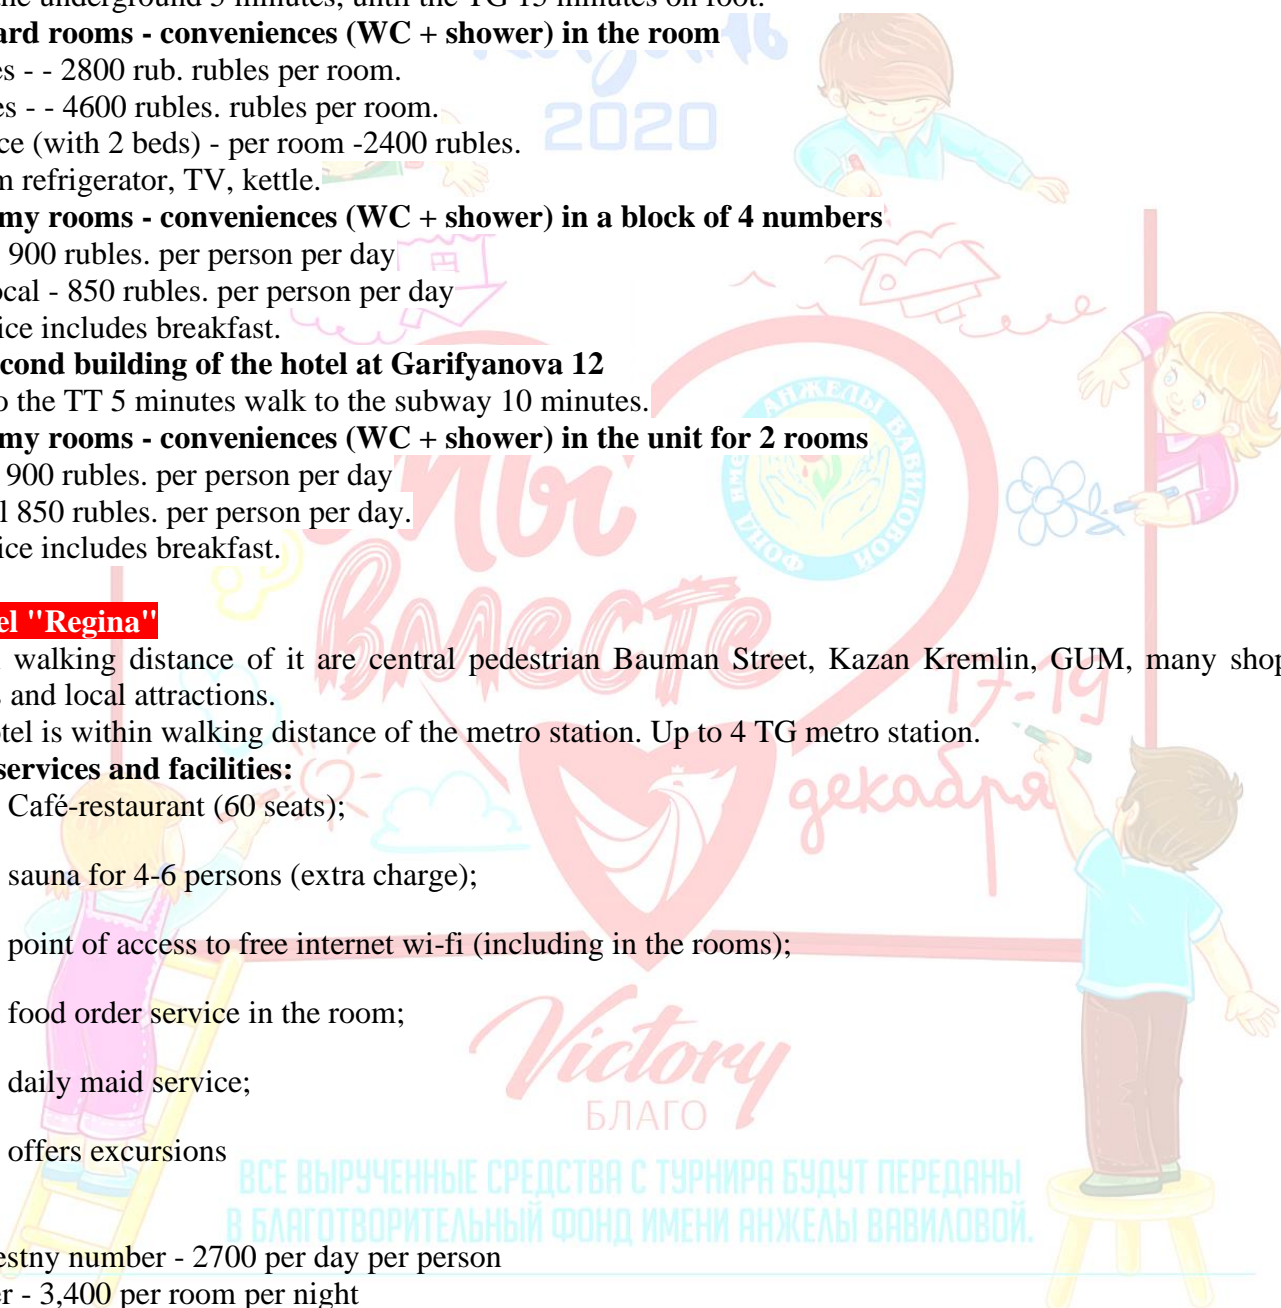 the underground 5 minutes, until the TG 15 minutes on foot.
ard rooms - conveniences (WC + shower) in the room
es - - 2800 rub. rubles per room.
es - - 4600 rubles. rubles per room.
ce (with 2 beds) - per room -2400 rubles.
m refrigerator, TV, kettle.
my rooms - conveniences (WC + shower) in a block of 4 numbers
900 rubles. per person per day
ocal - 850 rubles. per person per day
ice includes breakfast.
cond building of the hotel at Garifyanova 12
o the TT 5 minutes walk to the subway 10 minutes.
my rooms - conveniences (WC + shower) in the unit for 2 rooms
900 rubles. per person per day
l 850 rubles. per person per day.
ice includes breakfast.
el "Regina"
walking distance of it are central pedestrian Bauman Street, Kazan Kremlin, GUM, many shop
s and local attractions.
otel is within walking distance of the metro station. Up to 4 TG metro station.
services and facilities:
Café-restaurant (60 seats);
sauna for 4-6 persons (extra charge);
point of access to free internet wi-fi (including in the rooms);
food order service in the room;
daily maid service;
offers excursions
estny number - 2700 per day per person
er - 3,400 per room per night
2020
ФОНД ИМЕНИ АНЖЕЛЫ ВАВИЛОВОЙ
Мы
вместе
17-19
декабря
Victory
БЛАГО
ВСЕ ВЫРУЧЕННЫЕ СРЕДСТВА С ТУРНИРА БУДУТ ПЕРЕДАНЫ
В БЛАГОТВОРИТЕЛЬНЫЙ ФОНД ИМЕНИ АНЖЕЛЫ ВАВИЛОВОЙ.